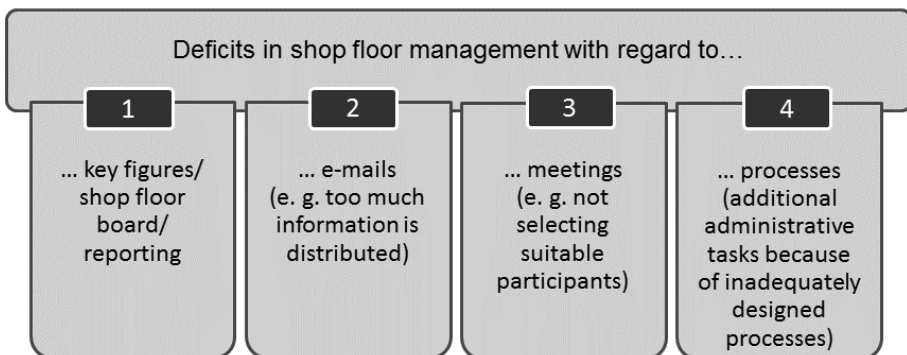 Deficits in shop floor management with regard to…
1
... key figures/
shop floor
board/
reporting
2
... e-mails
(e. g. too much
information is
distributed)
3
... meetings
(e. g. not
selecting
suitable
participants)
4
... processes
(additional
administrative
tasks because
of inadequately
designed
processes)